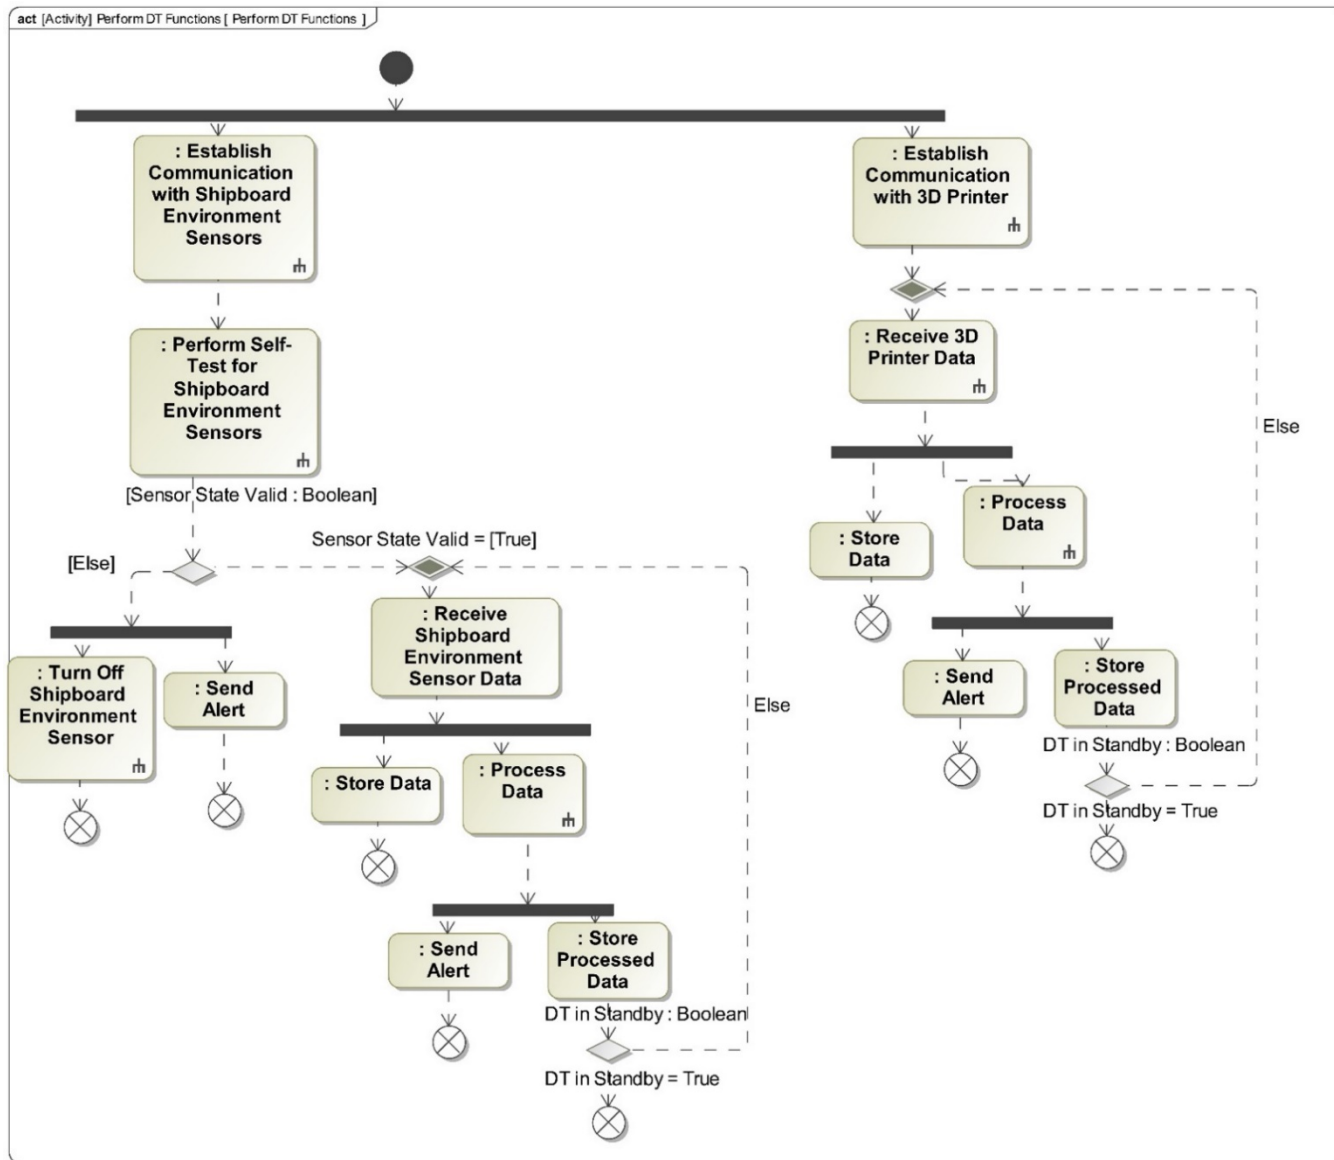 act [Activity] Perform DT Functions [ Perform DT Functions ]
: Establish
Communication
with Shipboard
Environment
Sensors
: Establish
Communication
with 3D Printer
: Perform Self-
Test for
Shipboard
Environment
Sensors
: Receive 3D
Printer Data
Else
[Sensor State Valid : Boolean]
: Process
Data
: Store
Data
Sensor State Valid = [True]
[Else]
: Receive
Shipboard
Environment
Sensor Data
: Turn Off
Shipboard
Environment
Sensor
: Send
Alert
Else
: Send
Alert
: Store
Processed
Data
DT in Standby : Boolean
DT in Standby = True
: Store Data
: Process
Data
: Send
Alert
: Store
Processed
Data
DT in Standby : Boolean
DT in Standby = True